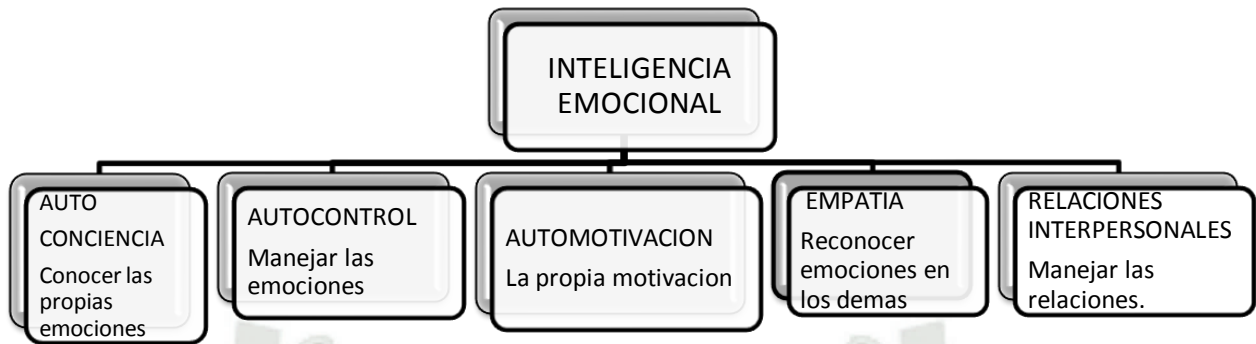 INTELIGENCIA
EMOCIONAL
AUTO
CONCIENCIA
Conocer las
propias
emociones
AUTOCONTROL
Manejar las
emociones
AUTOMOTIVACION
La propia motivacion
EMPATIA
Reconocer
emociones en
los demas
RELACIONES
INTERPERSONALES
Manejar las
relaciones.